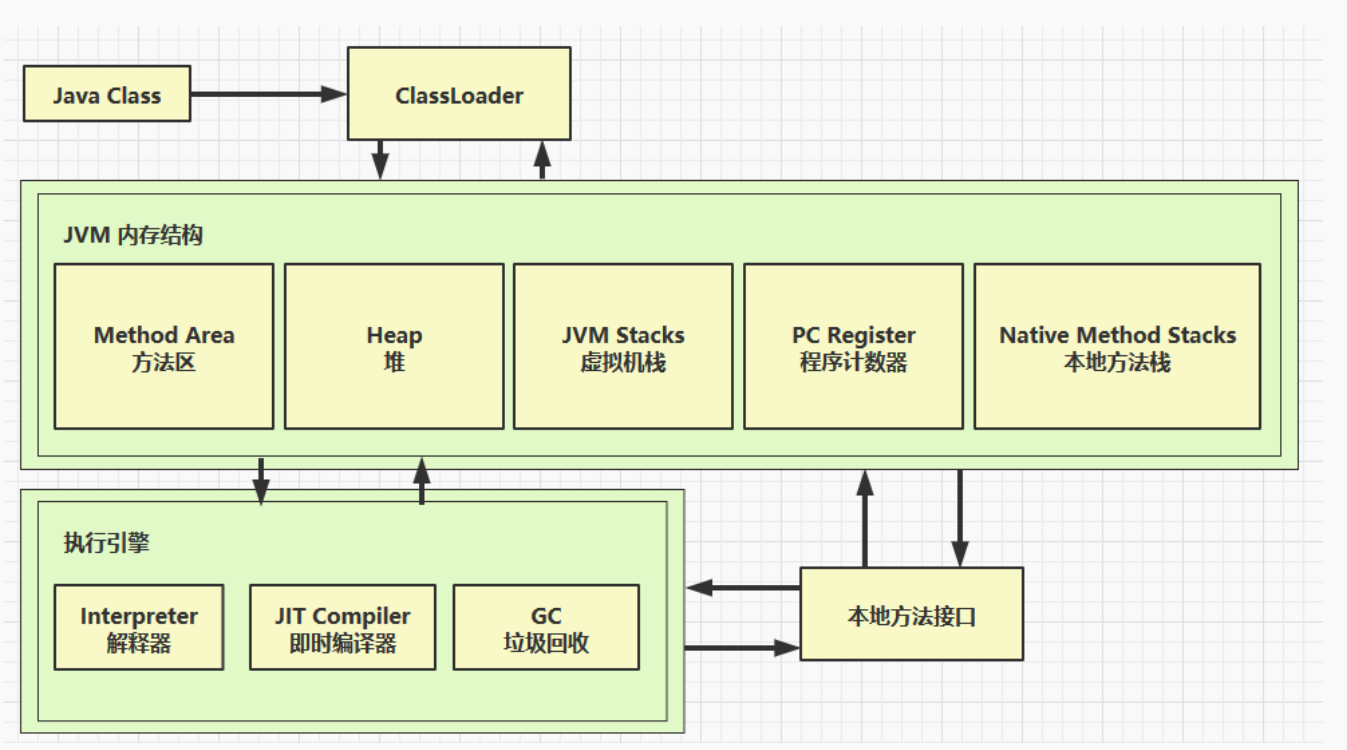 Java Class
ClassLoader
JVM 内存结构
Method Area
方法区
Heap
堆
JVM Stacks
虚拟机栈
PC Register
程序计数器
Native Method Stacks
本地方法栈
执行引擎
Interpreter
解释器
JIT Compiler
即时编译器
GC
垃圾回收
本地方法接口